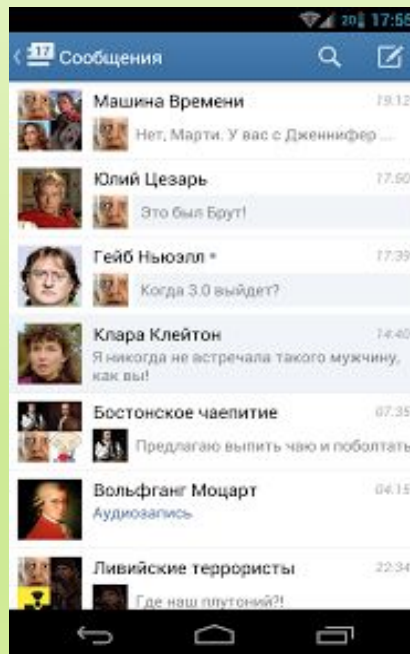 20 17:55
17 Сообщения
Машина Времени 19:12
Нет, Марти. У вас с Дженнифер ...
Юлий Цезарь 17:50
Это был Брут!
Гейб Ньюэлл 17:39
Когда 3.0 выйдет?
Клара Клейтон 14:40
Я никогда не встречала такого мужчину,
как вы!
Бостонское чаепитие 07:35
Предлагаю выпить чаю и поболтать
Вольфганг Моцарт 04:15
Аудиозапись
Ливийские террористы 22:34
Где наш плутоний?!